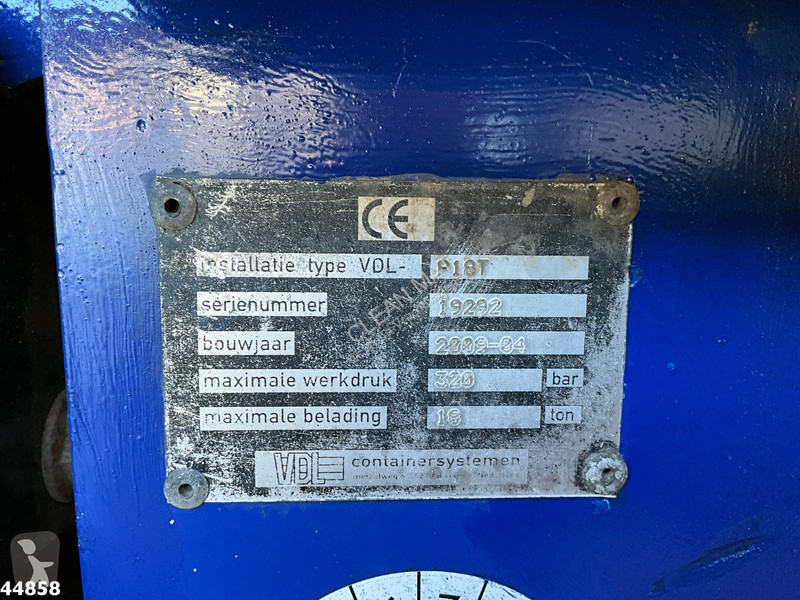 CE
installatie type VDL- P18T
serienummer 19292
bouwjaar 2009-04
maximale werkdruk 320 bar
maximale belading 18 ton
VDL containersystemen
CLEAN
44858